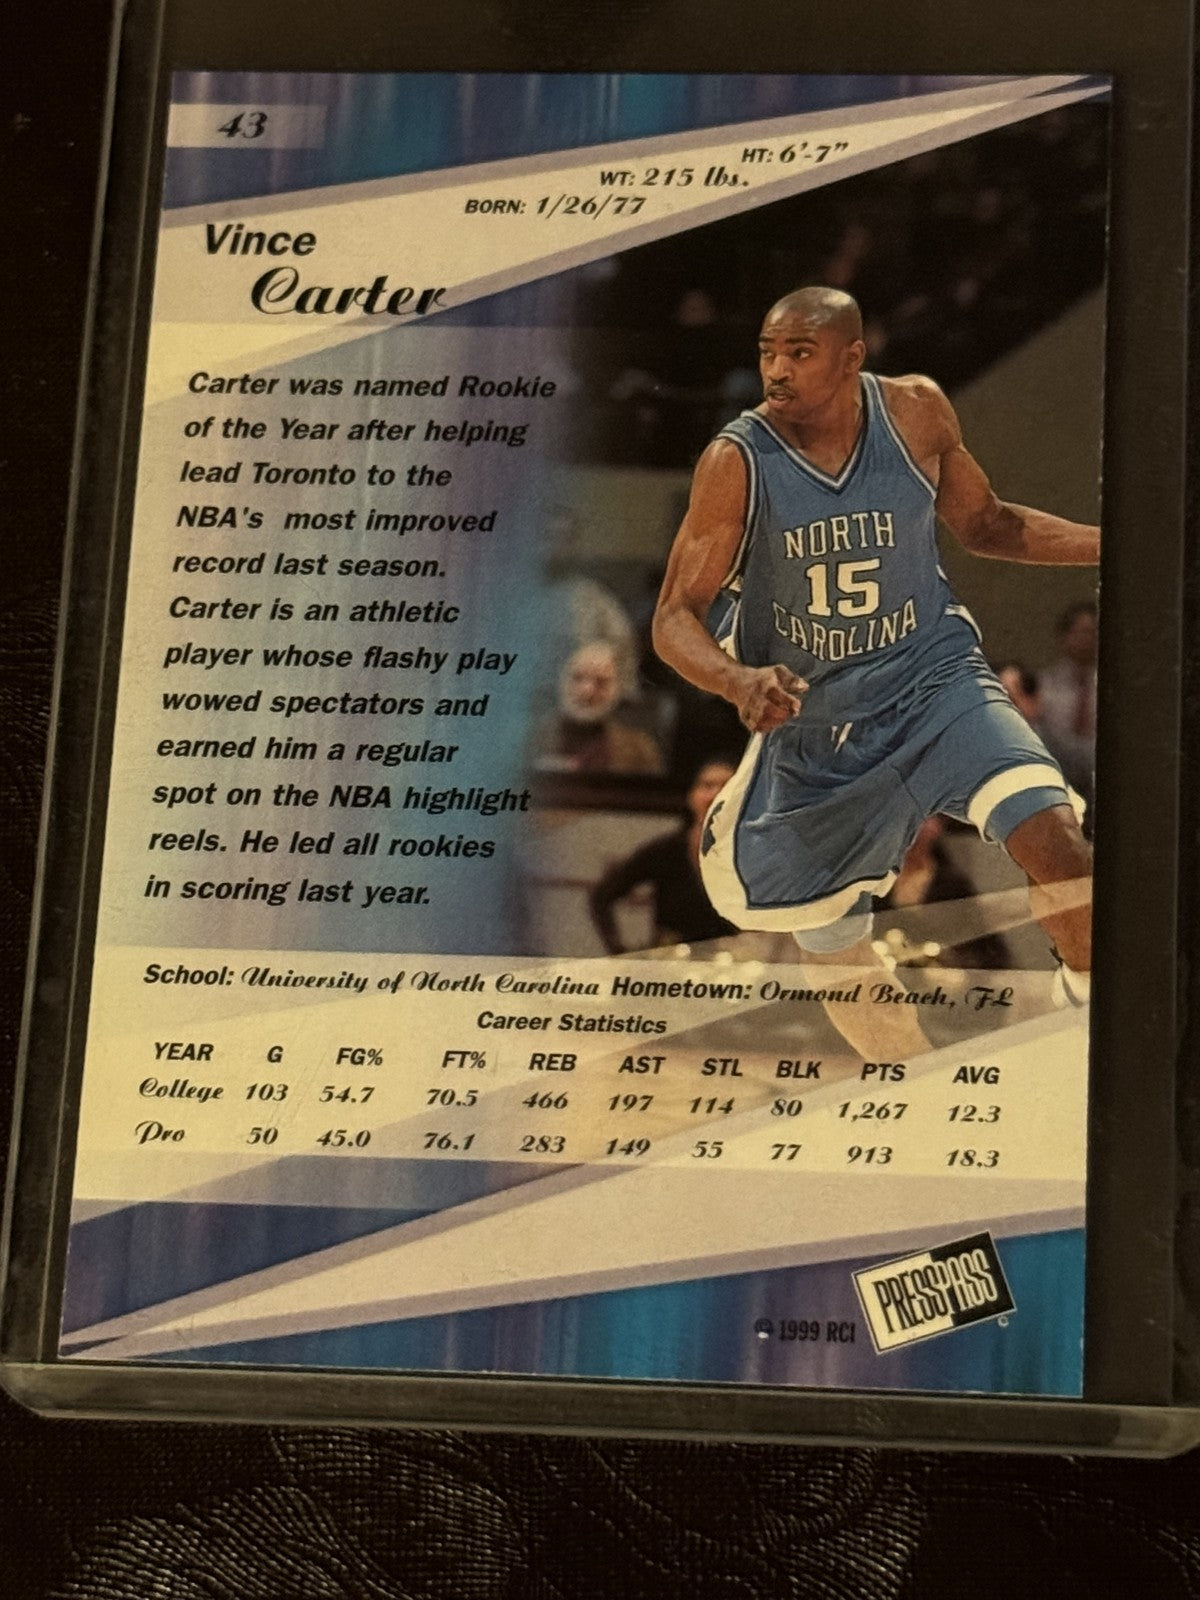 43
HT: 6'-7"
WT: 215 lbs.
BORN: 1/26/77
Vince
Carter
Carter was named Rookie
of the Year after helping
lead Toronto to the
NBA's most improved
record last season.
Carter is an athletic
player whose flashy play
wowed spectators and
earned him a regular
spot on the NBA highlight
reels. He led all rookies
in scoring last year.
NORTH
15
CAROLINA
School: University of North Carolina Hometown: Ormond Beach, FL
Career Statistics
YEAR G FG% FT% REB AST STL BLK PTS AVG
College 103 54.7 70.5 466 197 114 80 1,267 12.3
Pro 50 45.0 76.1 283 149 55 77 913 18.3
PRESS PASS
© 1999 RCI